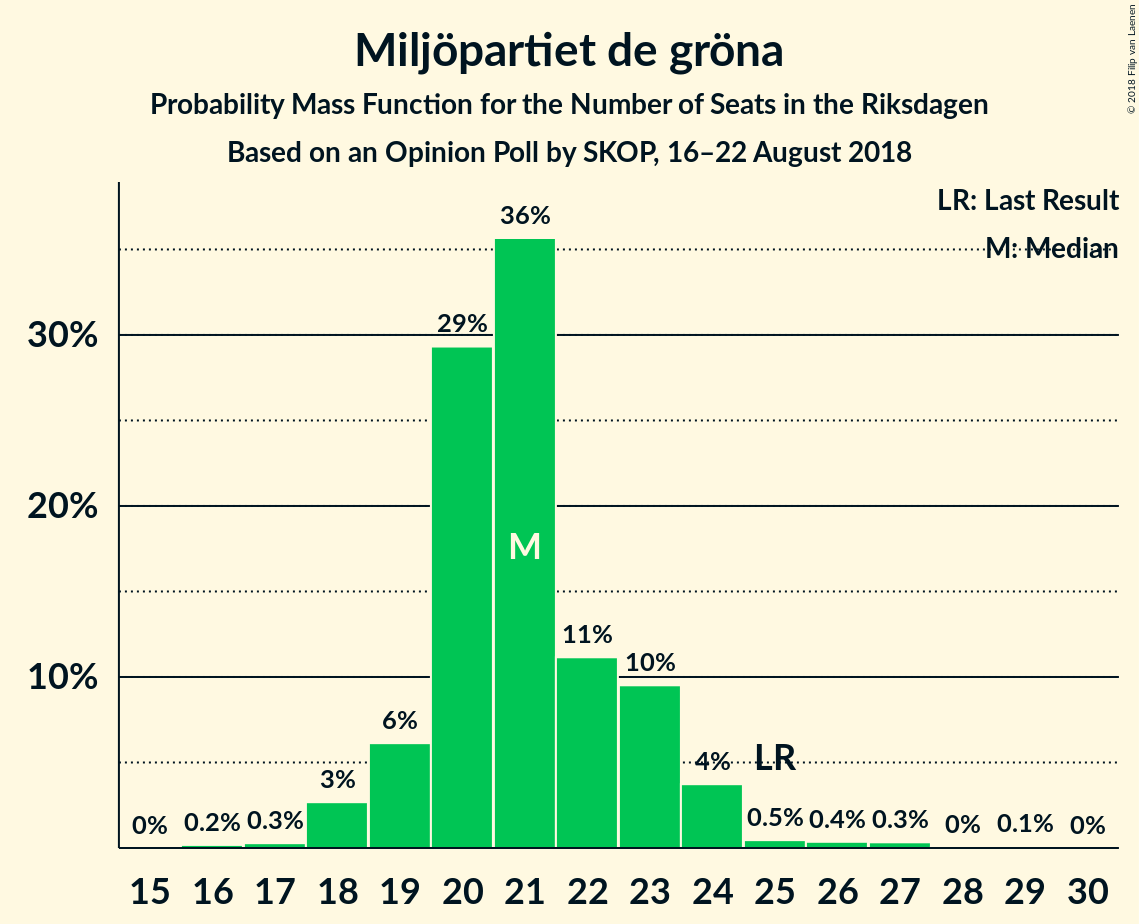 Miljöpartiet de gröna
Probability Mass Function for the Number of Seats in the Riksdagen
Based on an Opinion Poll by SKOP, 16–22 August 2018
© 2018 Filip van Laenen
LR: Last Result
M: Median
30%
20%
10%
0%
0.2%
0.3%
3%
6%
29%
36%
M
11%
10%
4%
LR
0.5%
0.4%
0.3%
0%
0.1%
0%
15 16 17 18 19 20 21 22 23 24 25 26 27 28 29 30